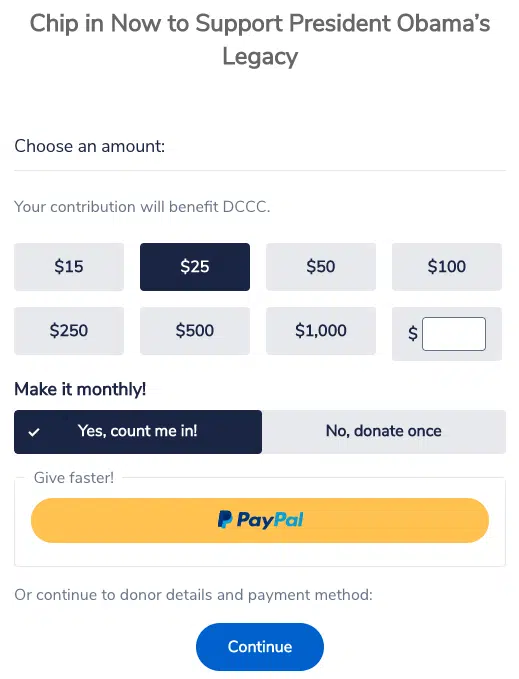 Chip in Now to Support President Obama’s
Legacy
Choose an amount:
Your contribution will benefit DCCC.
$15
$25
$50
$100
$250
$500
$1,000
$
Make it monthly!
Yes, count me in!
No, donate once
Give faster!
PayPal
Or continue to donor details and payment method:
Continue